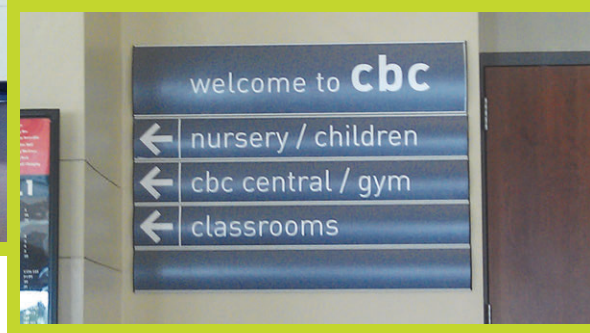 welcome to cbc
nursery / children
cbc central / gym
classrooms